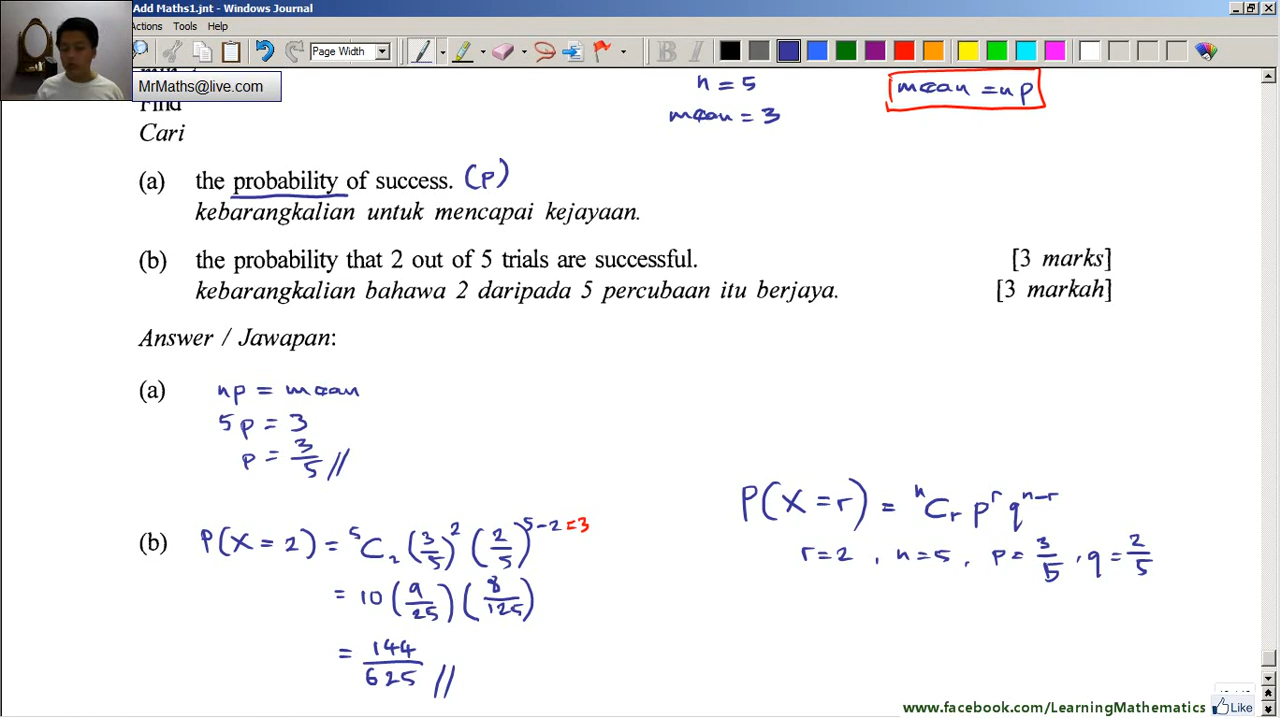 Add Maths1.jnt - Windows Journal
Actions Tools Help
Page Width
MrMaths@live.com
n = 5
mean = np
Find
mean = 3
Cari
(a) the probability of success. (p)
kebarangkalian untuk mencapai kejayaan.
(b) the probability that 2 out of 5 trials are successful. [3 marks]
kebarangkalian bahawa 2 daripada 5 percubaan itu berjaya. [3 markah]
Answer / Jawapan:
(a) np = mean
5p = 3
p = 3/5 //
P(X = r) = ⁿCᵣ pʳ qⁿ⁻ʳ
r = 2 , n = 5 , p = 3/5 , q = 2/5
(b) P(X = 2) = ⁵C₂ (3/5)² (2/5)⁵⁻²⁼³
= 10 (9/25) (8/125)
= 144/625 //
www.facebook.com/LearningMathematics Like